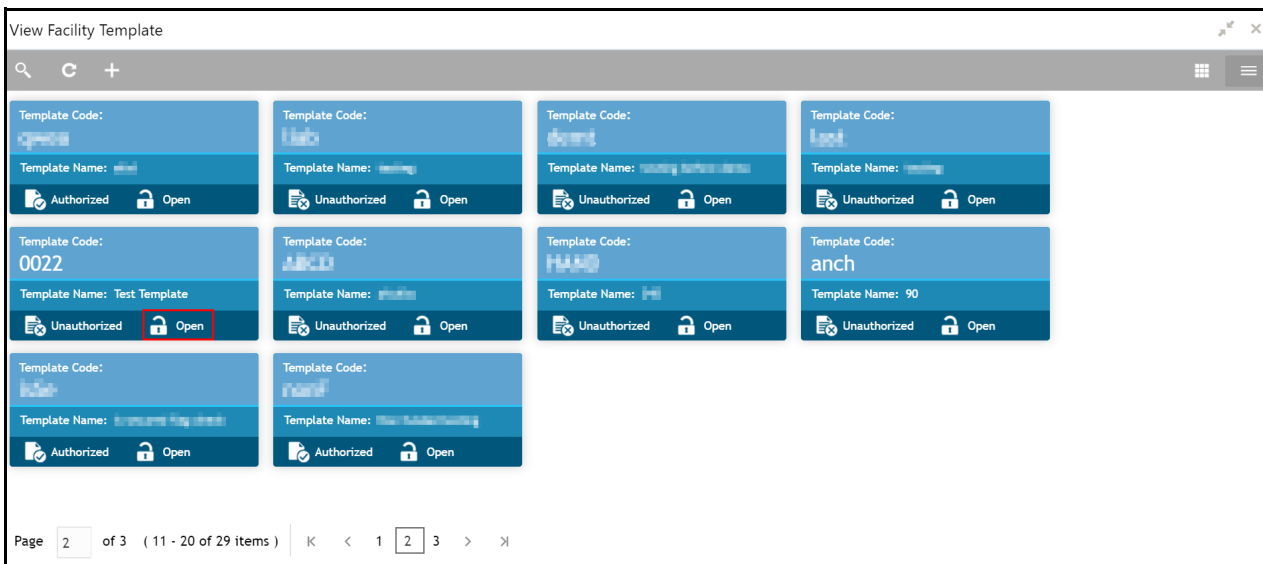 View Facility Template
Template Code:
Template Name:
Authorized Open
Template Code:
Template Name:
Unauthorized Open
Template Code:
Template Name:
Unauthorized Open
Template Code:
Template Name:
Unauthorized Open
Template Code:
0022
Template Name: Test Template
Unauthorized Open
Template Code:
Template Name:
Unauthorized Open
Template Code:
Template Name:
Unauthorized Open
Template Code:
anch
Template Name: 90
Unauthorized Open
Template Code:
Template Name:
Authorized Open
Template Code:
Template Name:
Authorized Open
Page 2 of 3 ( 11 - 20 of 29 items ) 1 2 3